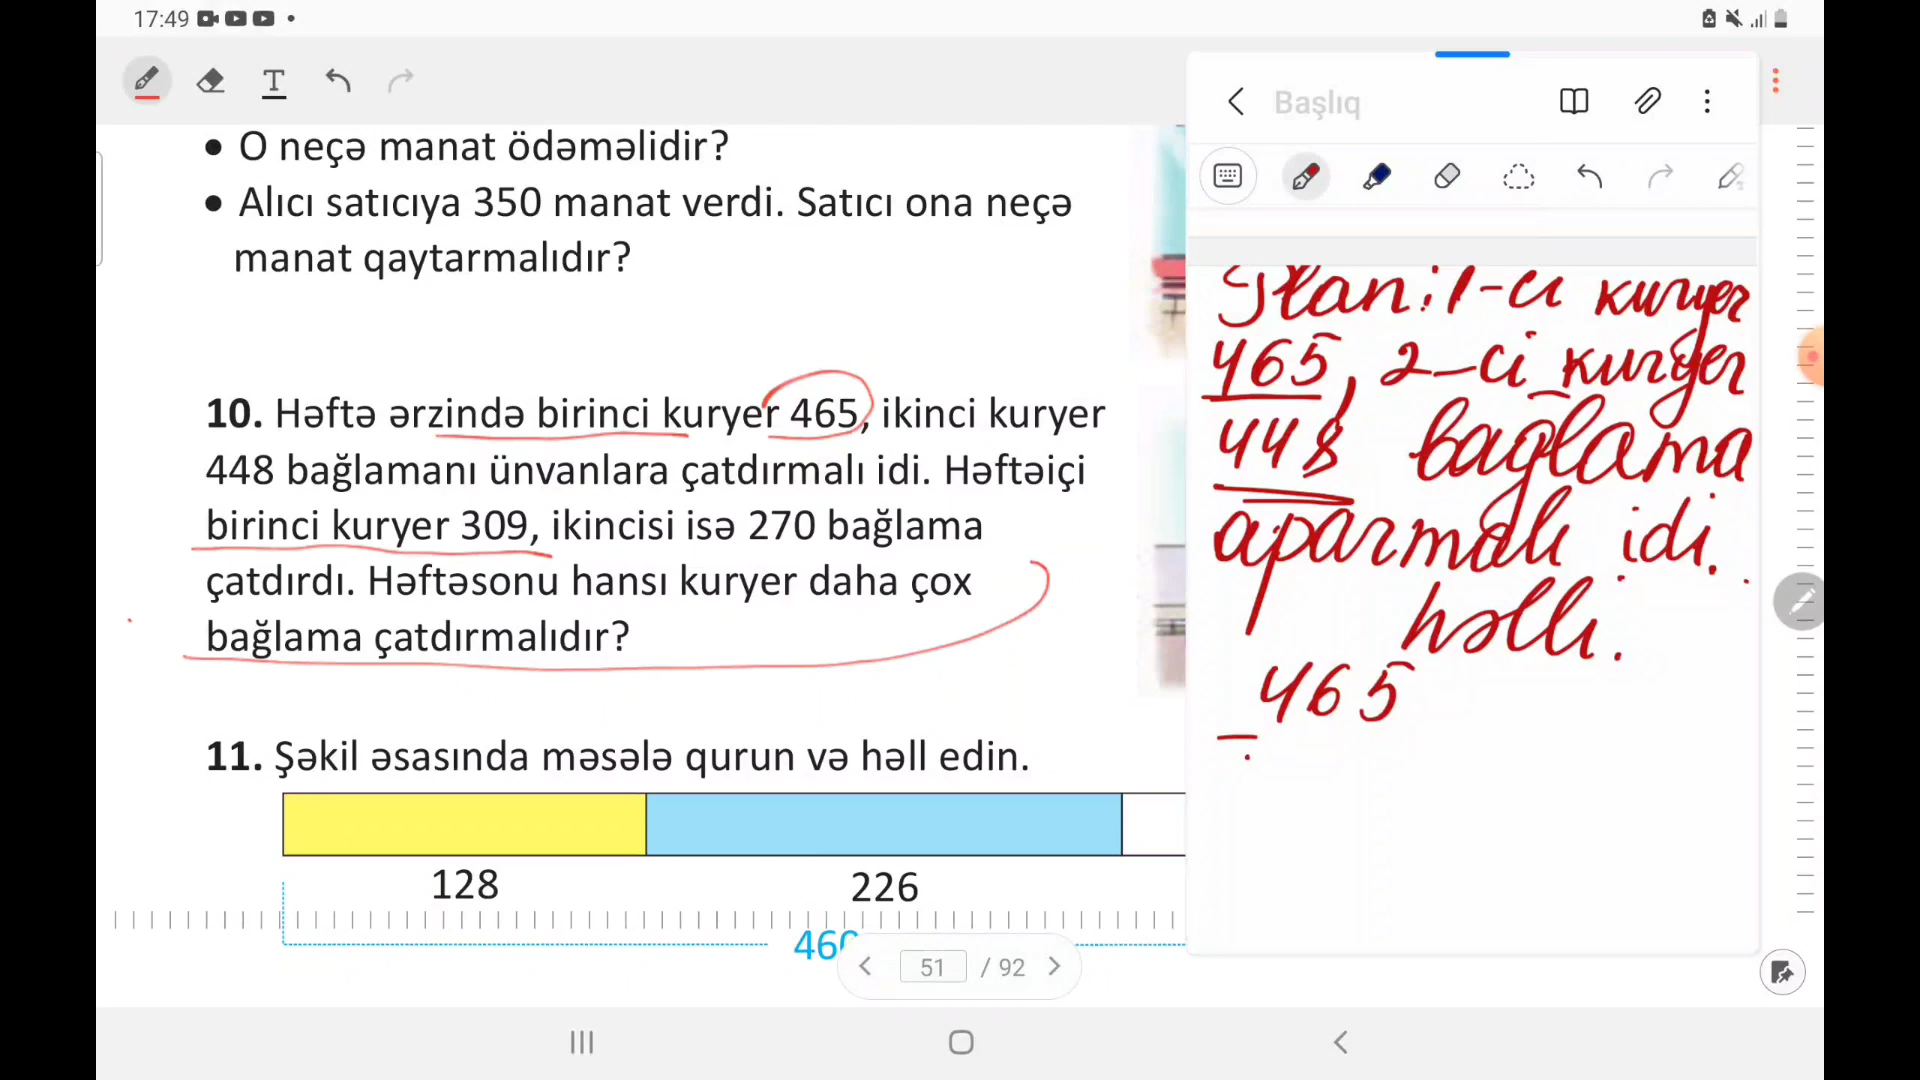 17:49
Başlıq
• O neçə manat ödəməlidir?
• Alıcı satıcıya 350 manat verdi. Satıcı ona neçə
manat qaytarmalıdır?
10. Həftə ərzində birinci kuryer 465, ikinci kuryer
448 bağlamanı ünvanlara çatdırmalı idi. Həftəiçi
birinci kuryer 309, ikincisi isə 270 bağlama
çatdırdı. Həftəsonu hansı kuryer daha çox
bağlama çatdırmalıdır?
11. Şəkil əsasında məsələ qurun və həll edin.
128 226
460
51 / 92
1-ci kuryer
465, 2-ci kuryer
448 bağlama
aparmalı idi.
həlli.
465